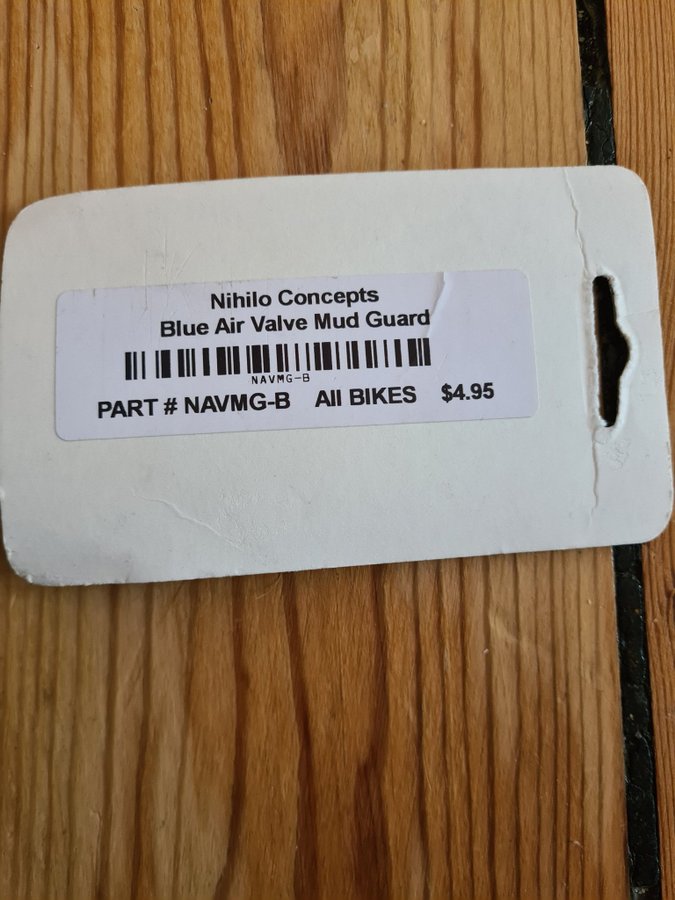 Nihilo Concepts
Blue Air Valve Mud Guard
NAVMG-B
PART # NAVMG-B All BIKES $4.95